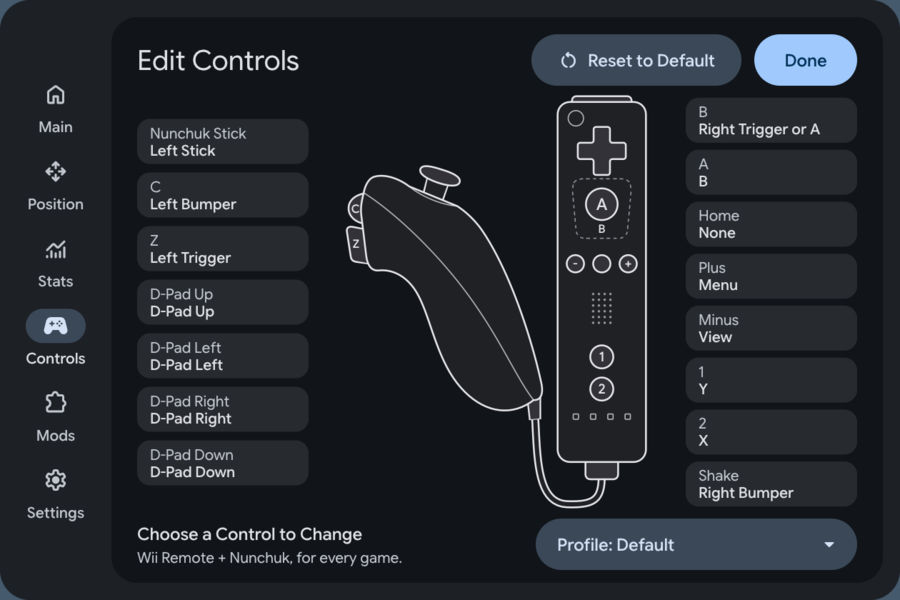 Edit Controls
Reset to Default
Done
Main
Position
Stats
Controls
Mods
Settings
Nunchuk Stick
Left Stick
C
Left Bumper
Z
Left Trigger
D-Pad Up
D-Pad Up
D-Pad Left
D-Pad Left
D-Pad Right
D-Pad Right
D-Pad Down
D-Pad Down
C
Z
A
B
-
+
1
2
B
Right Trigger or A
A
B
Home
None
Plus
Menu
Minus
View
1
Y
2
X
Shake
Right Bumper
Choose a Control to Change
Wii Remote + Nunchuk, for every game.
Profile: Default